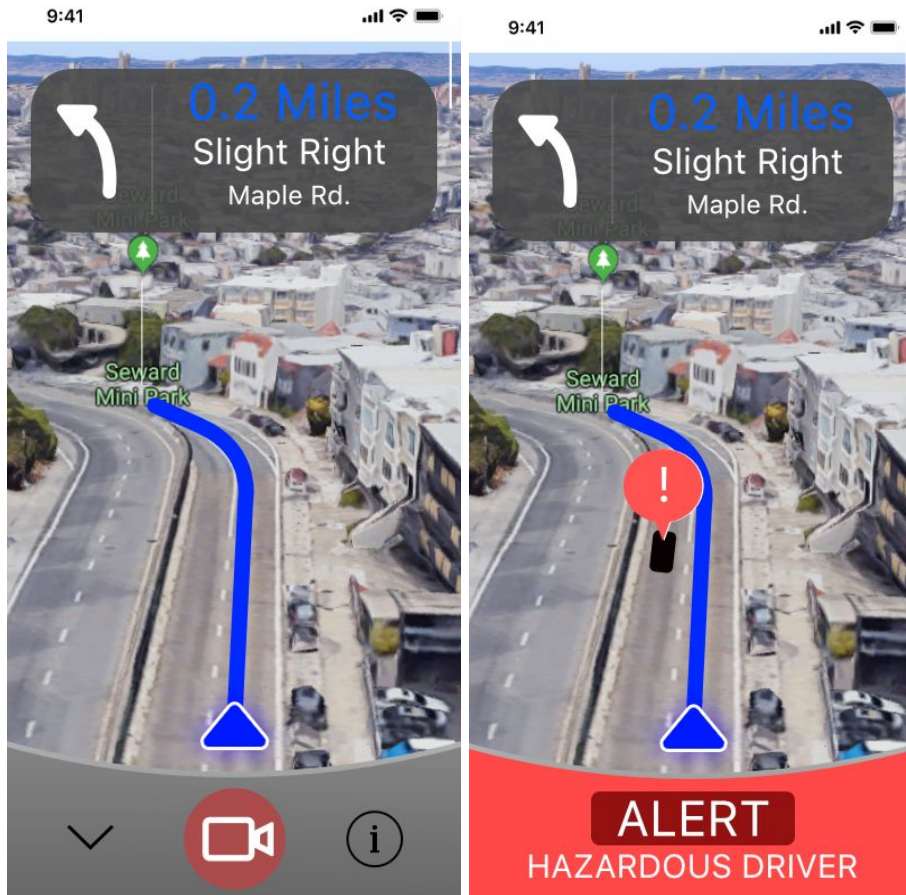 9:41
0.2 Miles
Slight Right
Maple Rd.
Seward
Mini Park
Seward
Mini Park
i
9:41
0.2 Miles
Slight Right
Maple Rd.
Seward
Mini Park
Seward
Mini Park
!
ALERT
HAZARDOUS DRIVER